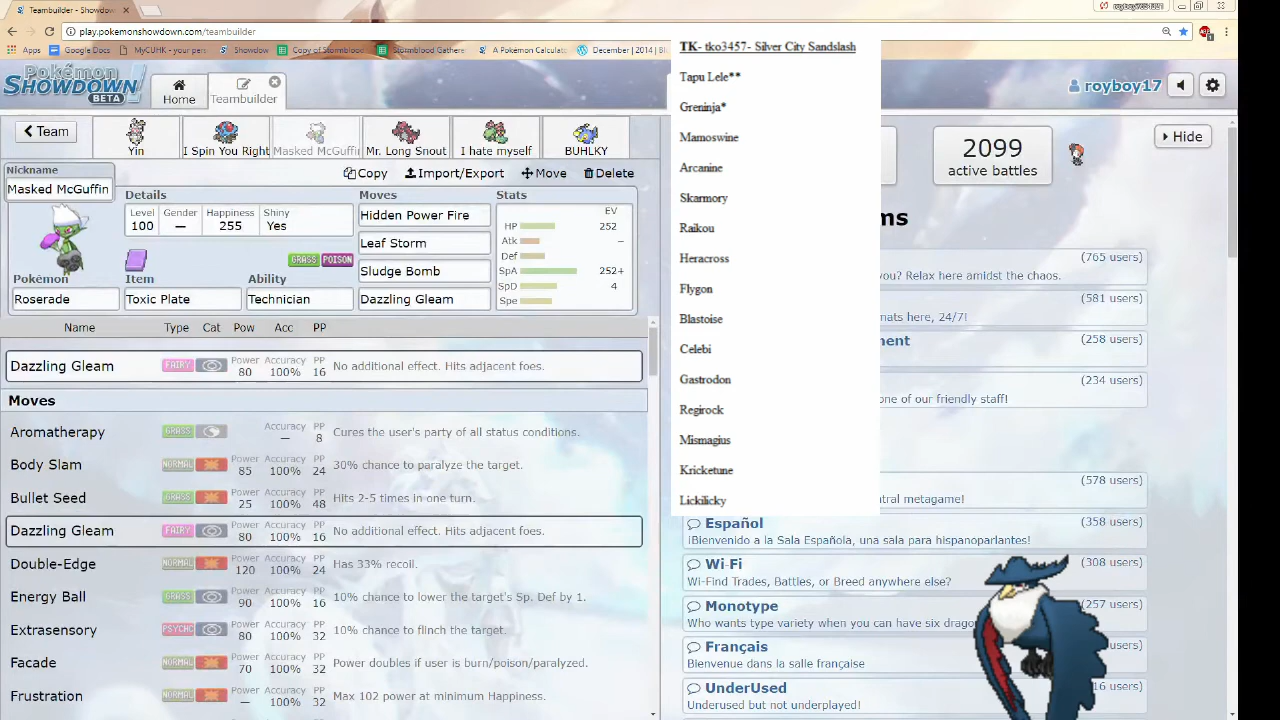 Teambuilder - Showdow
play.pokemonshowdown.com/teambuilder
Apps
Google Docs
MyCUHK - your pers
Showdow
Copy of Stormblood
Stormblood Gathere
A Pokemon Calculat
December, 2014 | Bl
Pokémon
SHOWDOWN
BETA
Home
Teambuilder
royboy17
Team
Yin
I Spin You Right
Masked McGuffi
Mr. Long Snout
I hate myself
BUHLKY
Hide
Copy
Import/Export
Move
Delete
Nickname
Masked McGuffin
Details
Level
100
Gender
—
Happiness
255
Shiny
Yes
GRASS POISON
Pokémon
Roserade
Item
Toxic Plate
Ability
Technician
Moves
Hidden Power Fire
Leaf Storm
Sludge Bomb
Dazzling Gleam
Stats
EV
HP 252
Atk –
Def
SpA 252+
SpD 4
Spe
Name Type Cat Pow Acc PP
Dazzling Gleam FAIRY Power 80 Accuracy 100% PP 16 No additional effect. Hits adjacent foes.
Moves
Aromatherapy GRASS Accuracy — PP 8 Cures the user's party of all status conditions.
Body Slam NORMAL Power 85 Accuracy 100% PP 24 30% chance to paralyze the target.
Bullet Seed GRASS Power 25 Accuracy 100% PP 48 Hits 2-5 times in one turn.
Dazzling Gleam FAIRY Power 80 Accuracy 100% PP 16 No additional effect. Hits adjacent foes.
Double-Edge NORMAL Power 120 Accuracy 100% PP 24 Has 33% recoil.
Energy Ball GRASS Power 90 Accuracy 100% PP 16 10% chance to lower the target's Sp. Def by 1.
Extrasensory PSYCHC Power 80 Accuracy 100% PP 32 10% chance to flinch the target.
Facade NORMAL Power 70 Accuracy 100% PP 32 Power doubles if user is burn/poison/paralyzed.
Frustration NORMAL Power — Accuracy 100% PP 32 Max 102 power at minimum Happiness.
TK- tko3457- Silver City Sandslash
Tapu Lele**
Greninja*
Mamoswine
Arcanine
Skarmory
Raikou
Heracross
Flygon
Blastoise
Celebi
Gastrodon
Regirock
Mismagius
Kricketune
Lickilicky
2099
active battles
ms
(765 users)
you? Relax here amidst the chaos.
(581 users)
mats here, 24/7!
ment
(258 users)
(234 users)
one of our friendly staff!
(578 users)
ntral metagame!
Español
(358 users)
¡Bienvenido a la Sala Española, una sala para hispanoparlantes!
Wi-Fi
(308 users)
Wi-Find Trades, Battles, or Breed anywhere else?
Monotype
(257 users)
Who wants type variety when you can have six drago
Français
Bienvenue dans la salle française
UnderUsed
16 users)
Underused but not underplayed!